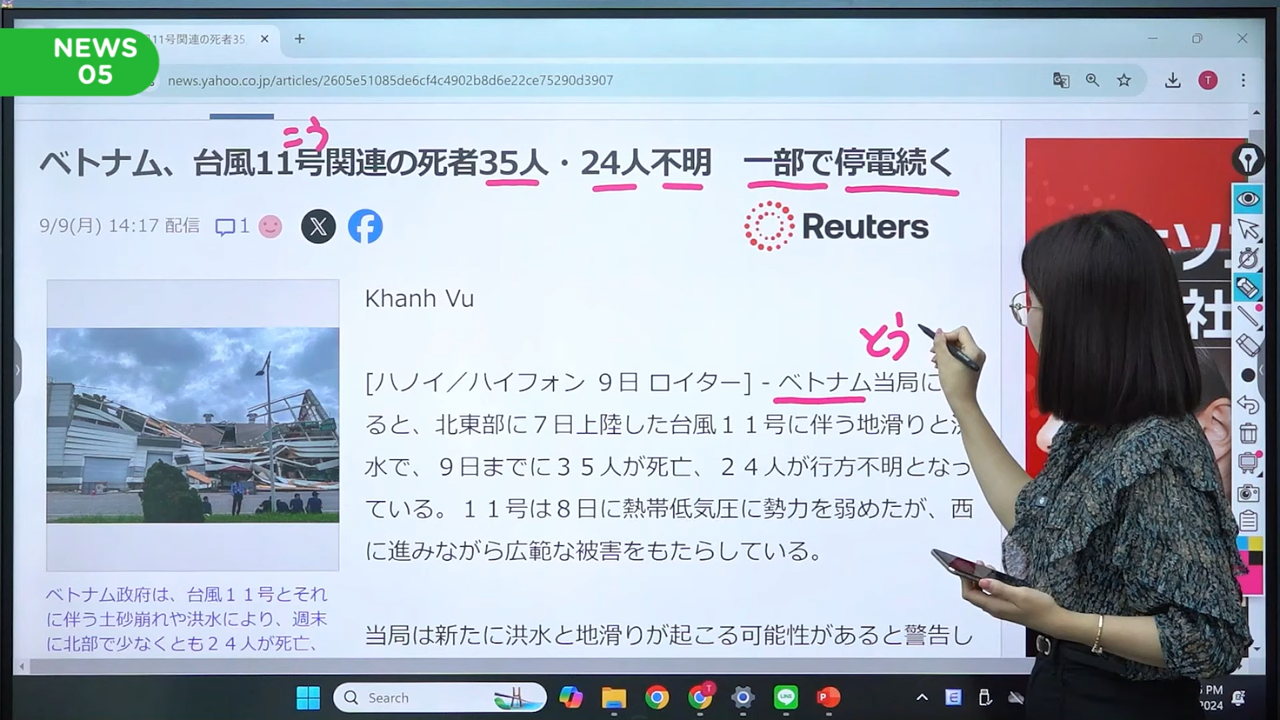 NEWS
05
11号関連の死者35
news.yahoo.co.jp/articles/2605e51085de6cf4c4902b8d6e22ce75290d3907
T
こう
ベトナム、台風11号関連の死者35人・24人不明 一部で停電続く
9/9(月) 14:17 配信 1
X
f
Reuters
Khanh Vu
とう
[ハノイ／ハイフォン ９日 ロイター] - ベトナム当局に
ると、北東部に７日上陸した台風１１号に伴う地滑りと
水で、９日までに３５人が死亡、２４人が行方不明となっ
ている。１１号は８日に熱帯低気圧に勢力を弱めたが、西
に進みながら広範な被害をもたらしている。
当局は新たに洪水と地滑りが起こる可能性があると警告し
ベトナム政府は、台風１１号とそれ
に伴う土砂崩れや洪水により、週末
に北部で少なくとも２４人が死亡、
ソ
社
Search
T
LINE
P
E
PM
2024